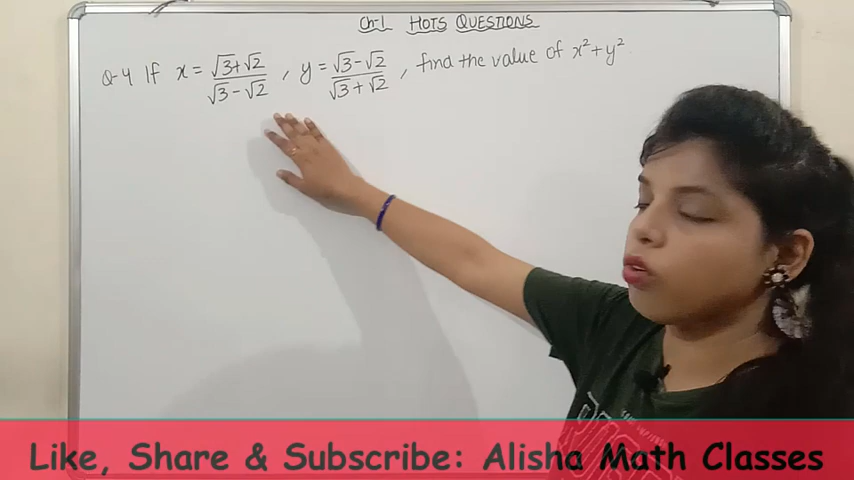 Ch-1 HOTS QUESTIONS
Q-4 If x = √3+√2 / √3-√2 , y = √3-√2 / √3+√2 , find the value of x²+y²
Like, Share & Subscribe: Alisha Math Classes